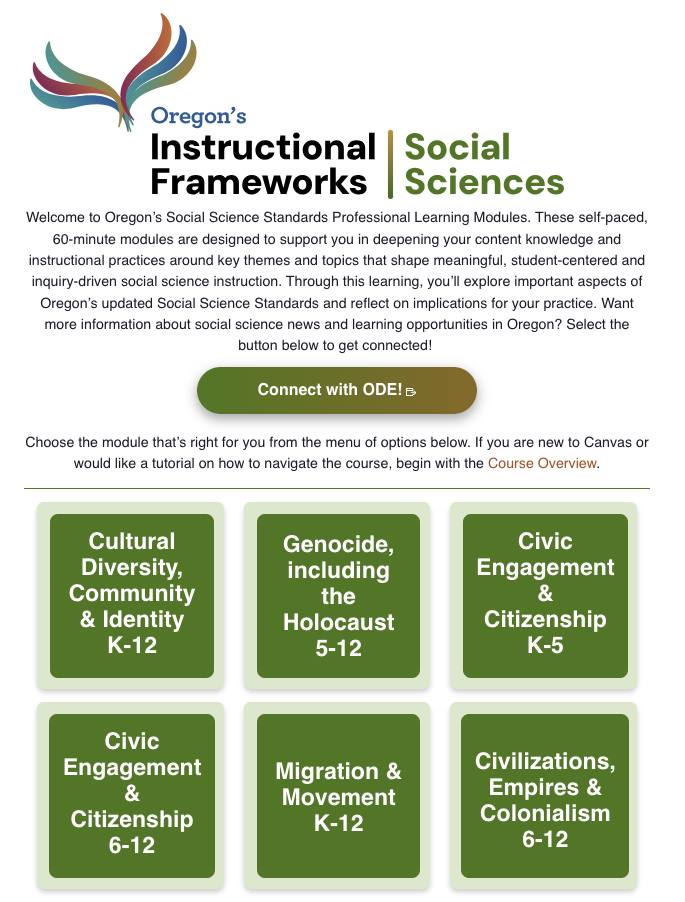 Oregon’s
Instructional
Frameworks
Social
Sciences
Welcome to Oregon’s Social Science Standards Professional Learning Modules. These self-paced,
60-minute modules are designed to support you in deepening your content knowledge and
instructional practices around key themes and topics that shape meaningful, student-centered and
inquiry-driven social science instruction. Through this learning, you’ll explore important aspects of
Oregon’s updated Social Science Standards and reflect on implications for your practice. Want
more information about social science news and learning opportunities in Oregon? Select the
button below to get connected!
Connect with ODE!
Choose the module that’s right for you from the menu of options below. If you are new to Canvas or
would like a tutorial on how to navigate the course, begin with the Course Overview.
Cultural
Diversity,
Community
& Identity
K-12
Genocide,
including
the
Holocaust
5-12
Civic
Engagement
&
Citizenship
K-5
Civic
Engagement
&
Citizenship
6-12
Migration &
Movement
K-12
Civilizations,
Empires &
Colonialism
6-12